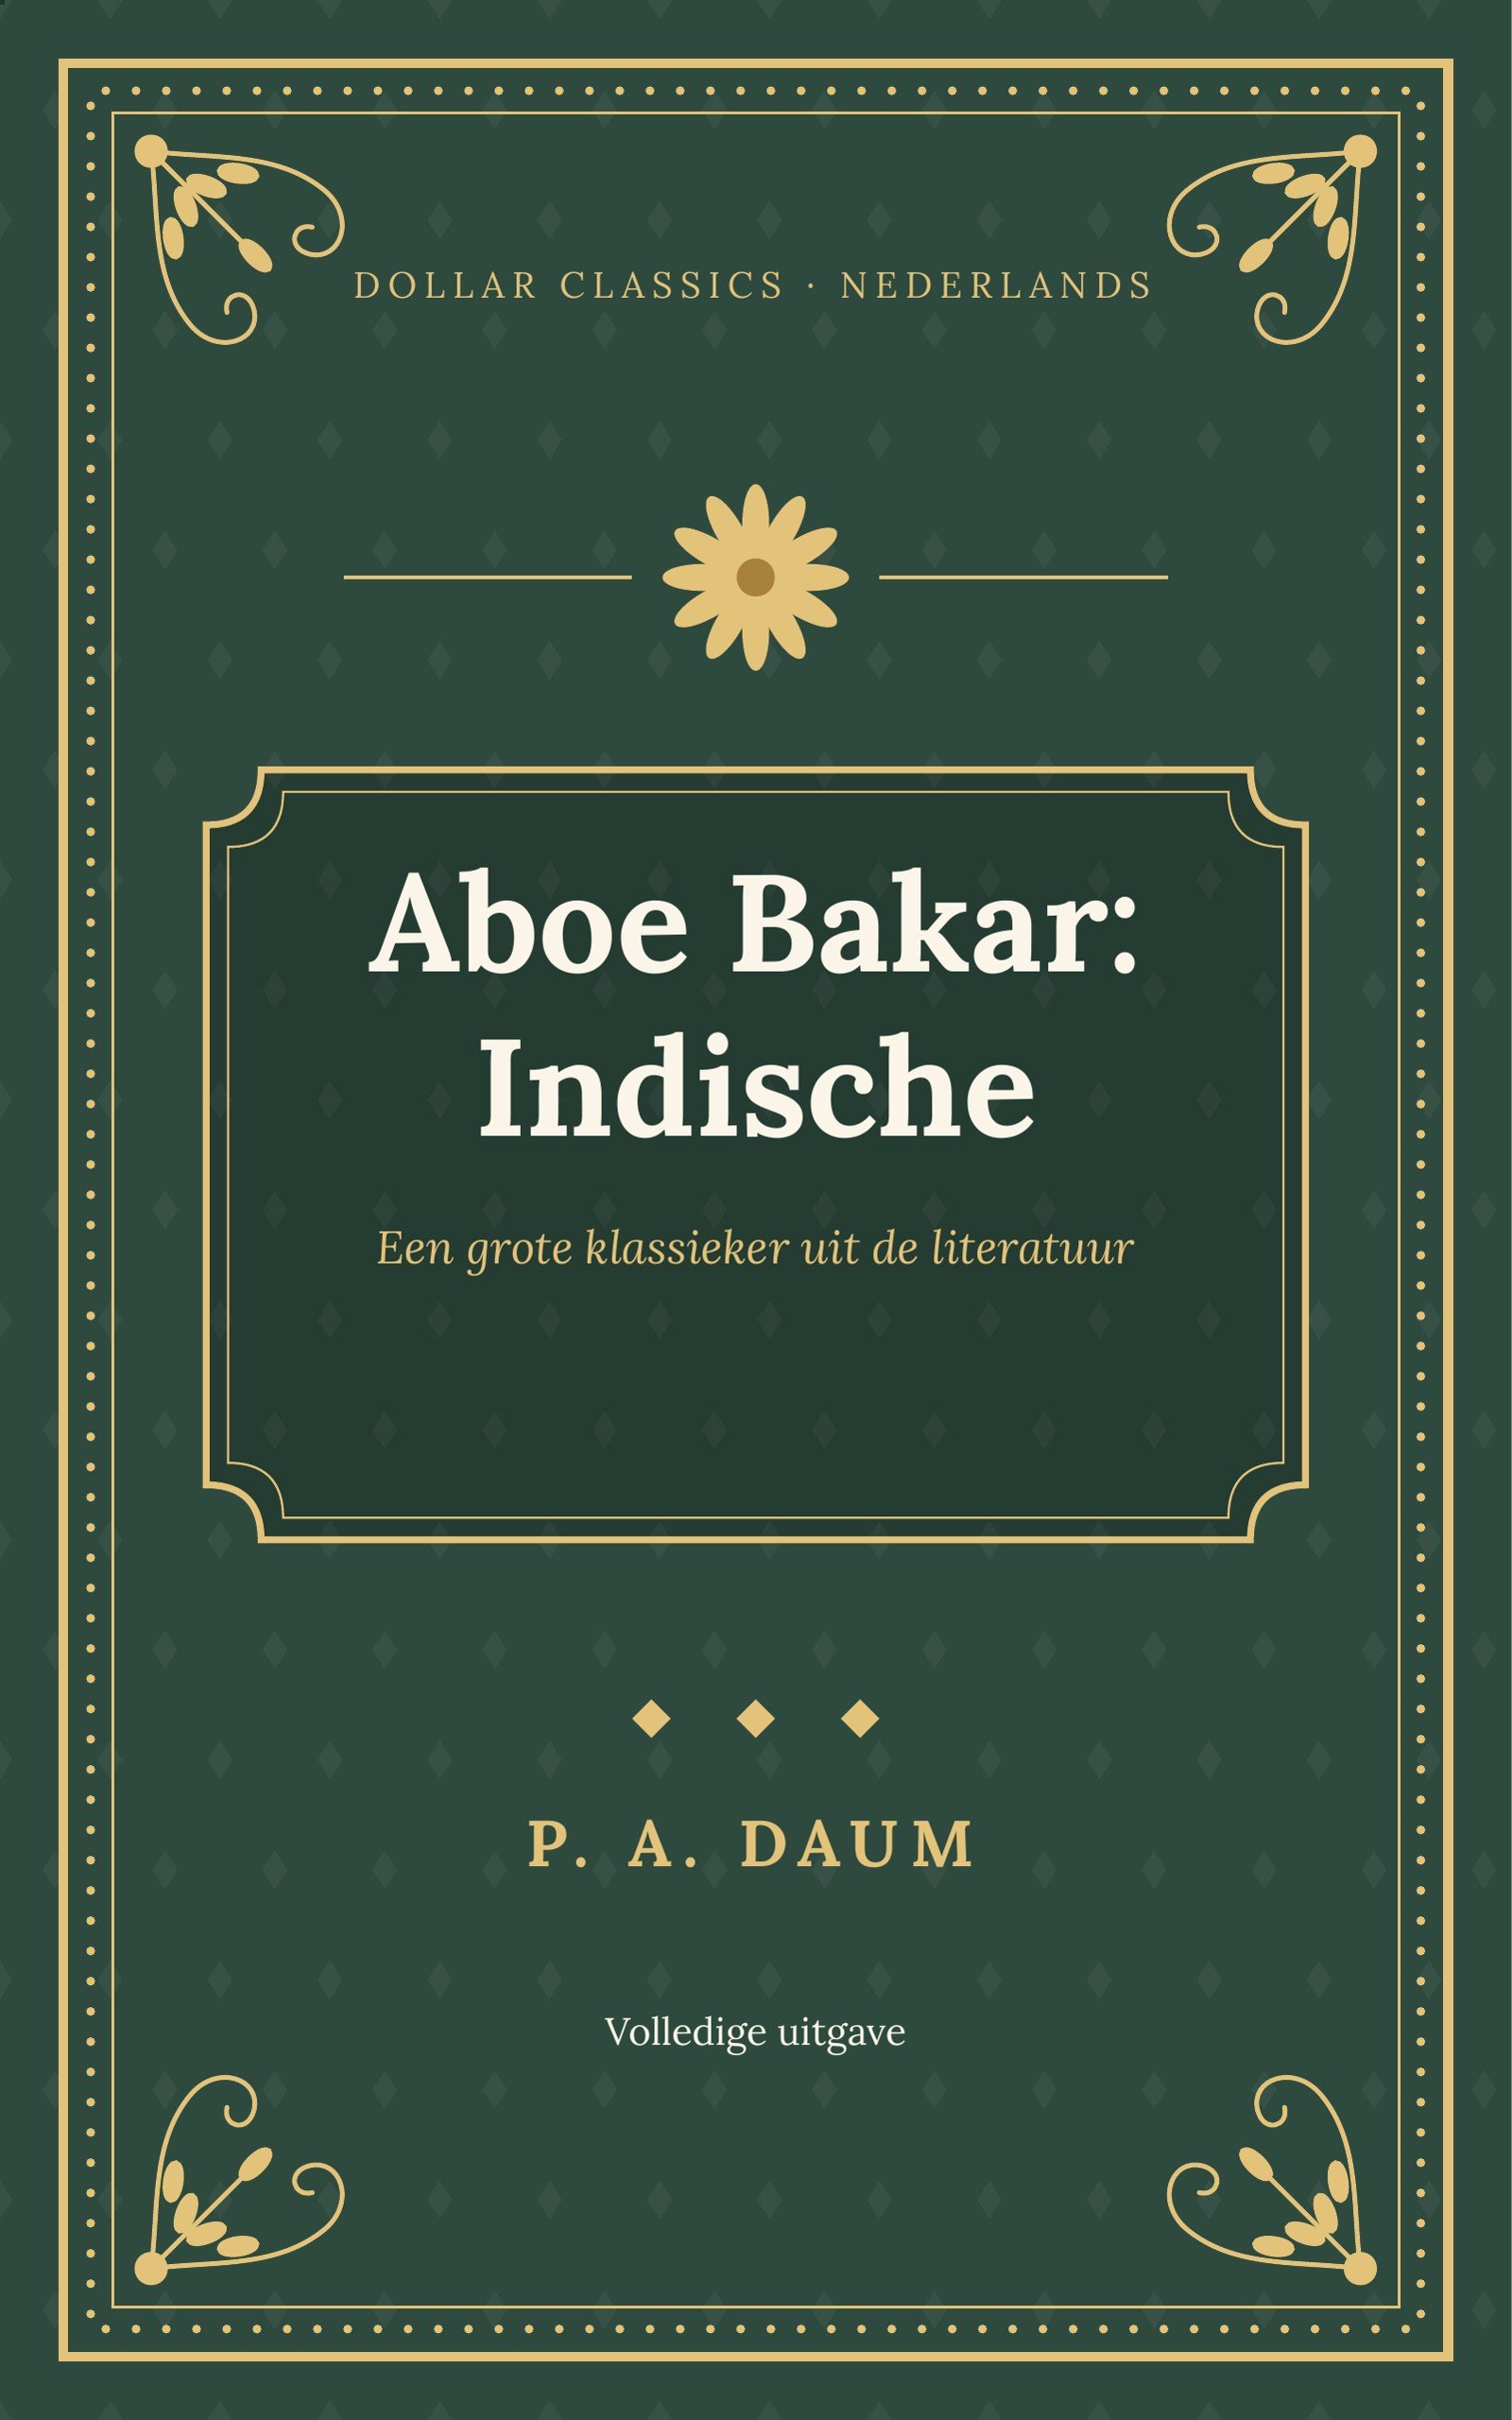 DOLLAR CLASSICS · NEDERLANDS
Aboe Bakar:
Indische
Een grote klassieker uit de literatuur
P. A. DAUM
Volledige uitgave